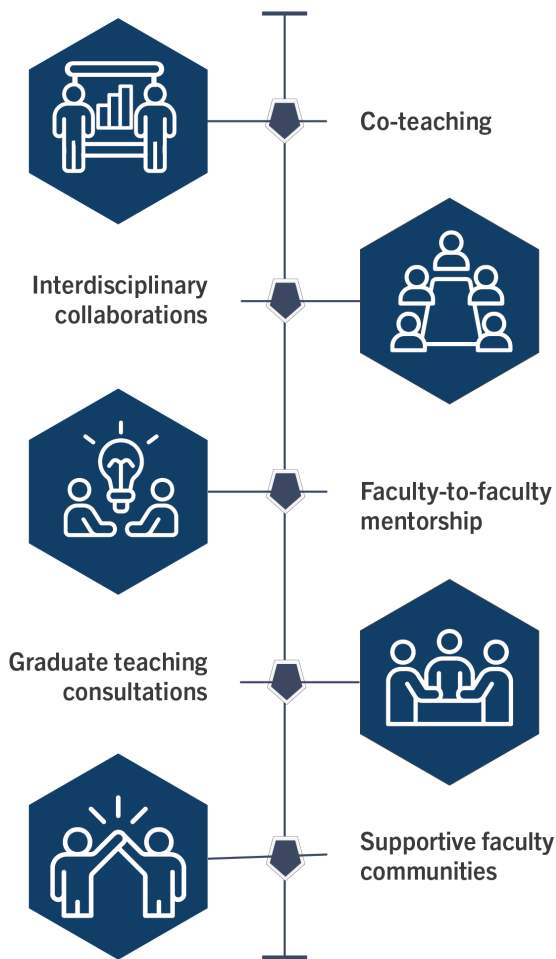 Co-teaching
Interdisciplinary
collaborations
Faculty-to-faculty
mentorship
Graduate teaching
consultations
Supportive faculty
communities